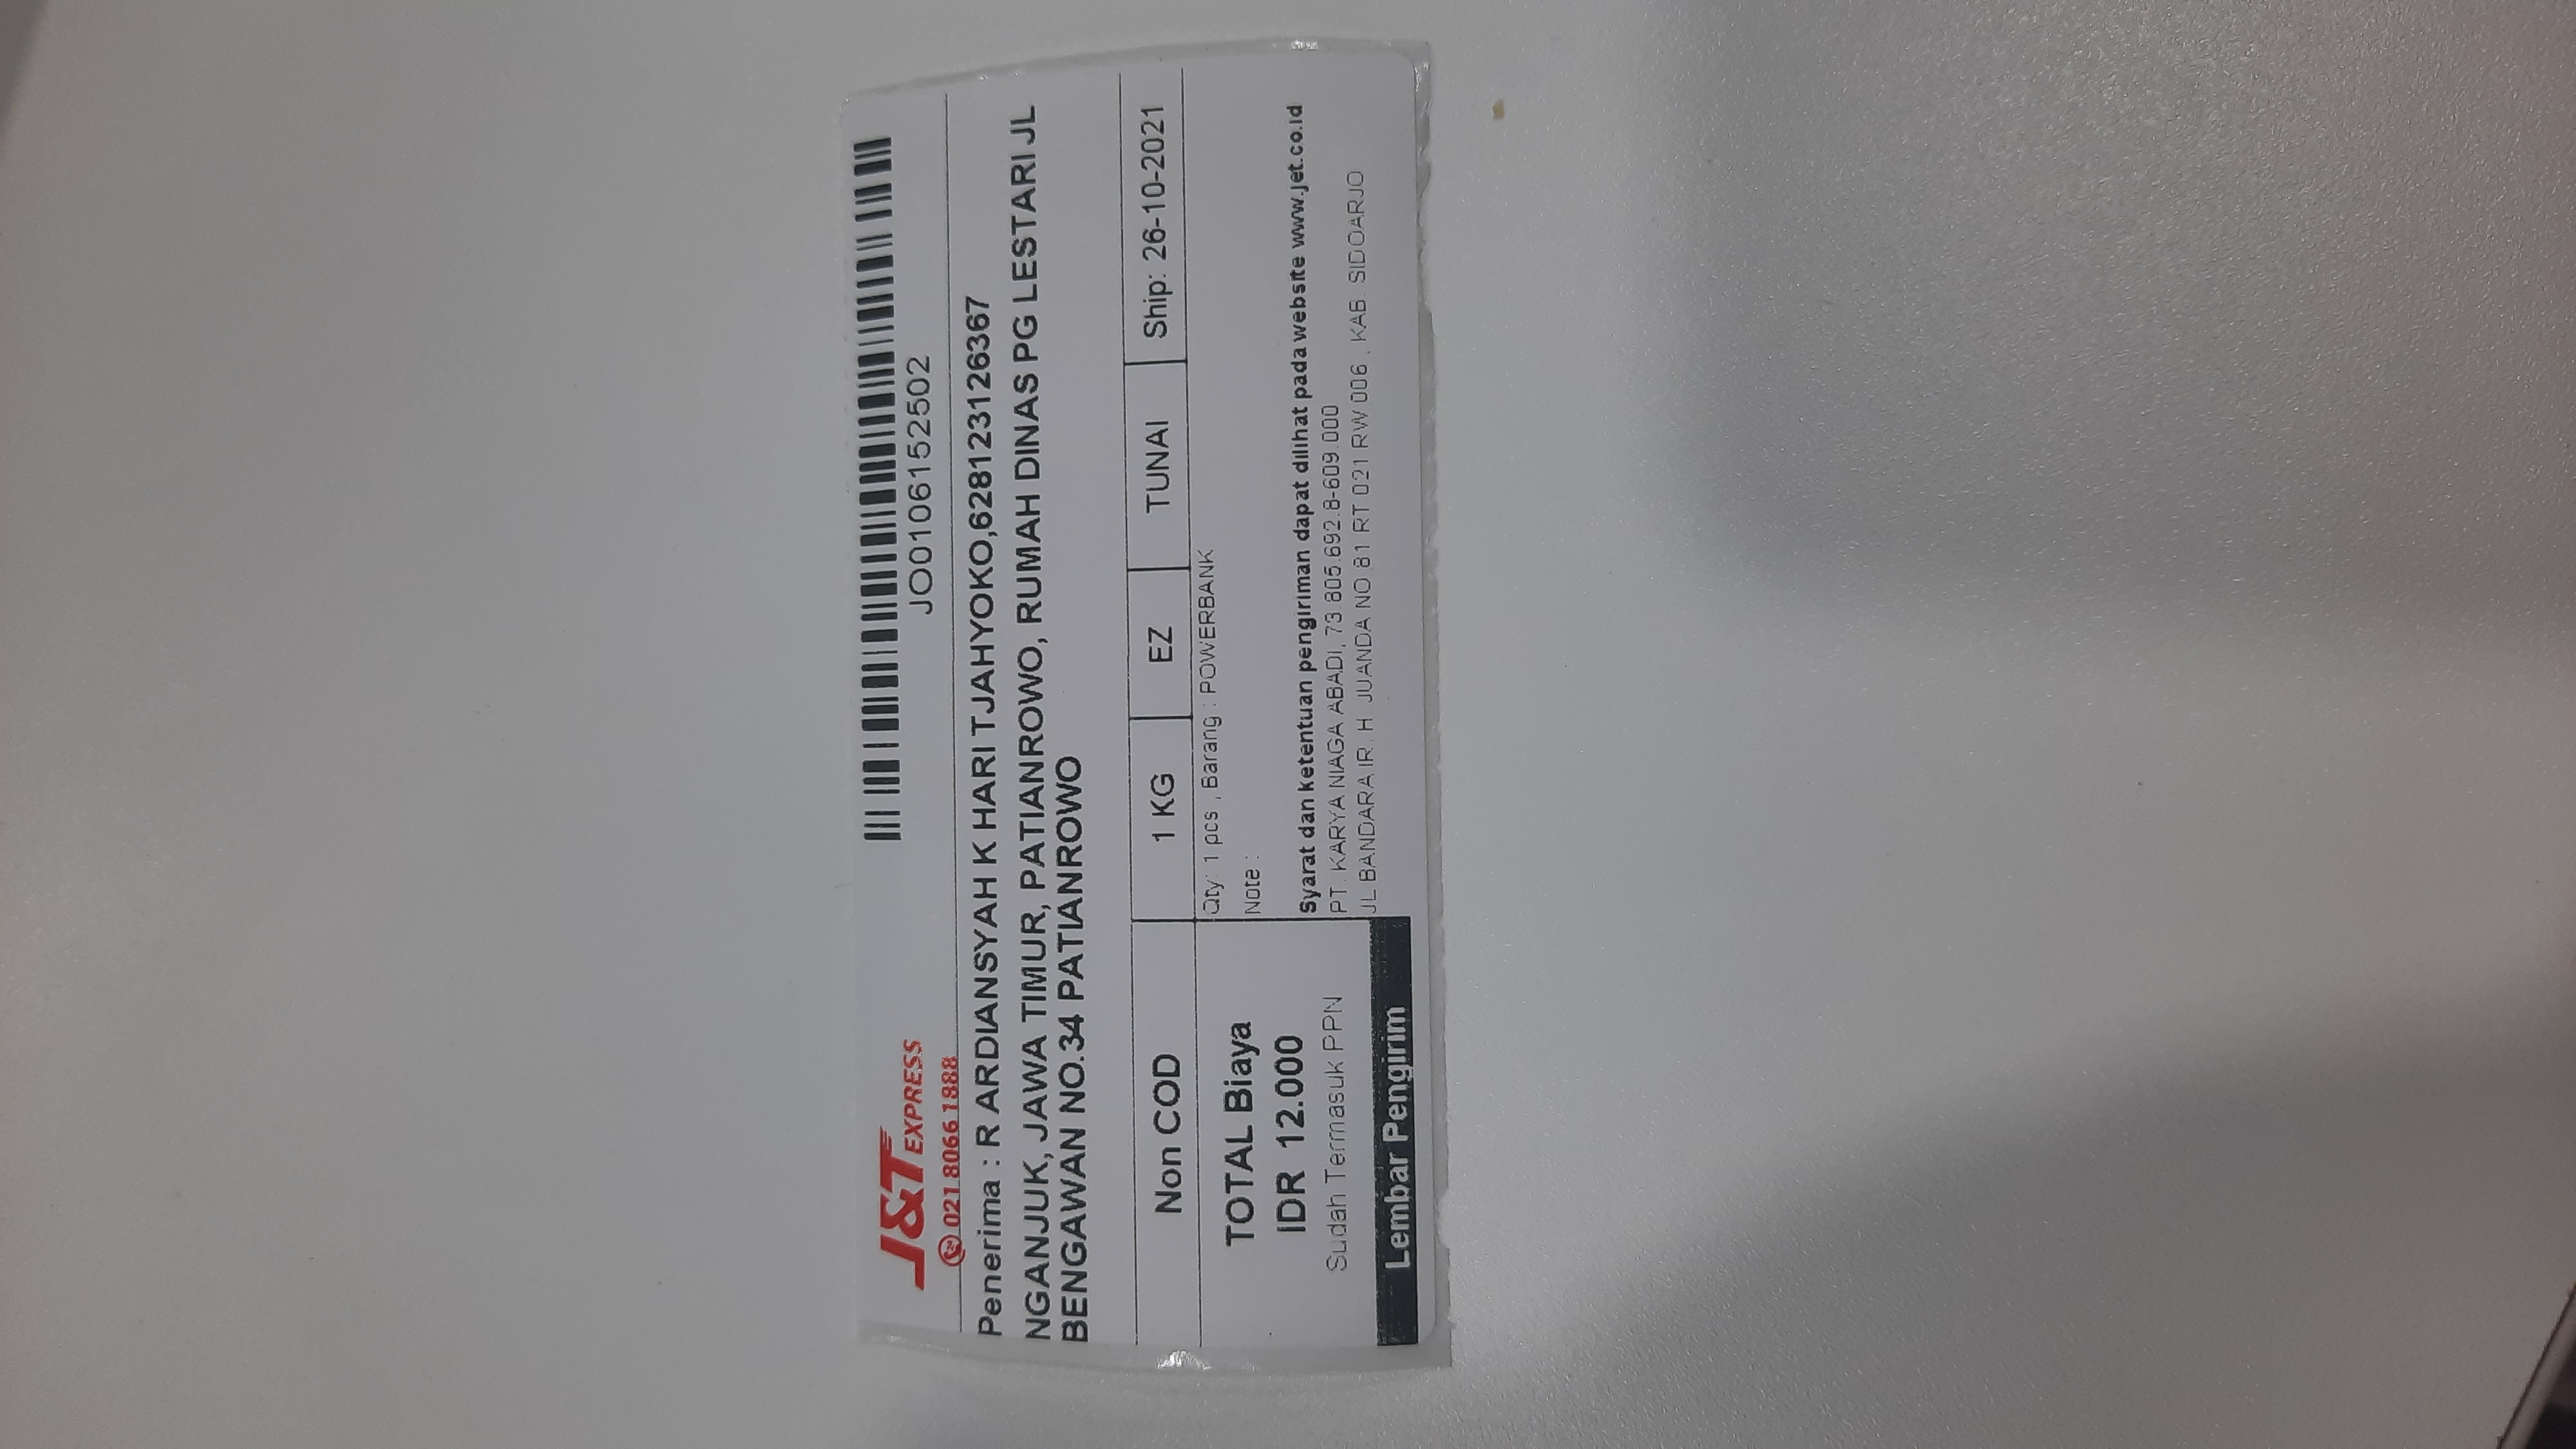 J&T EXPRESS
021 8066 1888
JO0106152502
Penerima : R ARDIANSYAH K HARI TJAHYOKO,628123126367
NGANJUK, JAWA TIMUR, PATIANROWO, RUMAH DINAS PG LESTARI JL
BENGAWAN NO.34 PATIANROWO
Non COD
1 KG
EZ
TUNAI
Ship: 26-10-2021
TOTAL Biaya
IDR 12.000
Sudah Termasuk PPN
Lembar Pengirim
Qty: 1 pcs , Barang : POWERBANK
Note :
Syarat dan ketentuan pengiriman dapat dilihat pada website www.jet.co.id
PT. KARYA NIAGA ABADI, 73.805.692.8-609.000
JL BANDARA IR. H. JUANDA NO 81 RT 021 RW 006 , KAB. SIDOARJO